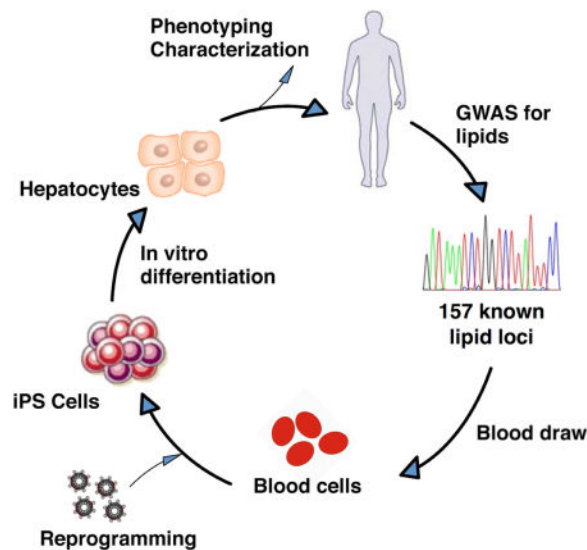 Phenotyping
Characterization
GWAS for
lipids
Hepatocytes
In vitro
differentiation
157 known
lipid loci
iPS Cells
Blood draw
Blood cells
Reprogramming